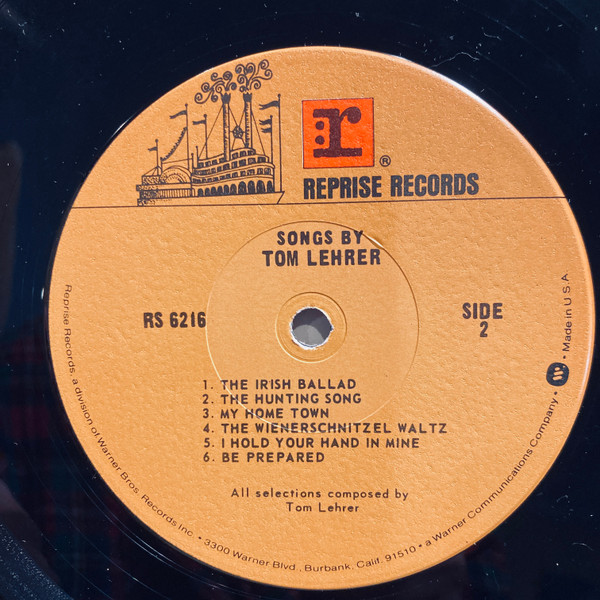 r
®
REPRISE RECORDS
SONGS BY
TOM LEHRER
RS 6216
SIDE
2
1. THE IRISH BALLAD
2. THE HUNTING SONG
3. MY HOME TOWN
4. THE WIENERSCHNITZEL WALTZ
5. I HOLD YOUR HAND IN MINE
6. BE PREPARED
All selections composed by
Tom Lehrer
Reprise Records, a division of Warner Bros. Records Inc. • 3300 Warner Blvd., Burbank, Calif. 91510 • a Warner Communications Company • Made in U.S.A.